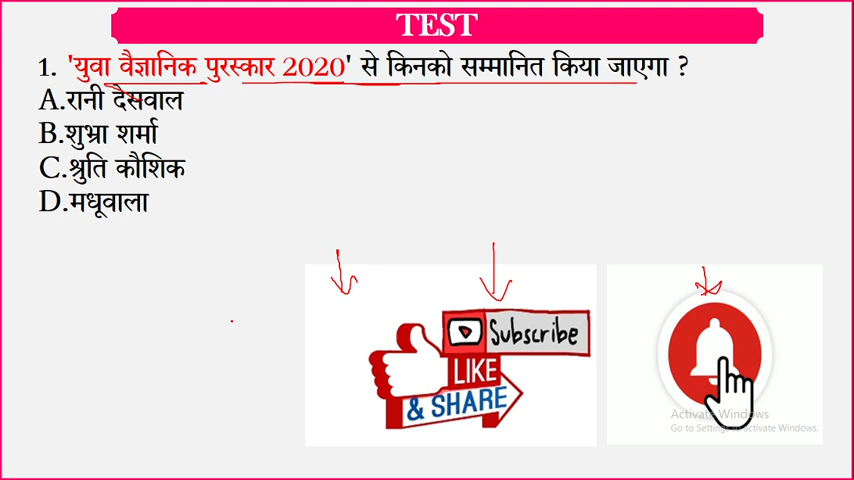 TEST
1. 'युवा वैज्ञानिक पुरस्कार 2020' से किनको सम्मानित किया जाएगा ?
A.रानी दैसवाल
B.शुभ्रा शर्मा
C.श्रुति कौशिक
D.मधूवाला
Subscribe
LIKE
& SHARE
Activate Windows
Go to Settings to activate Windows.